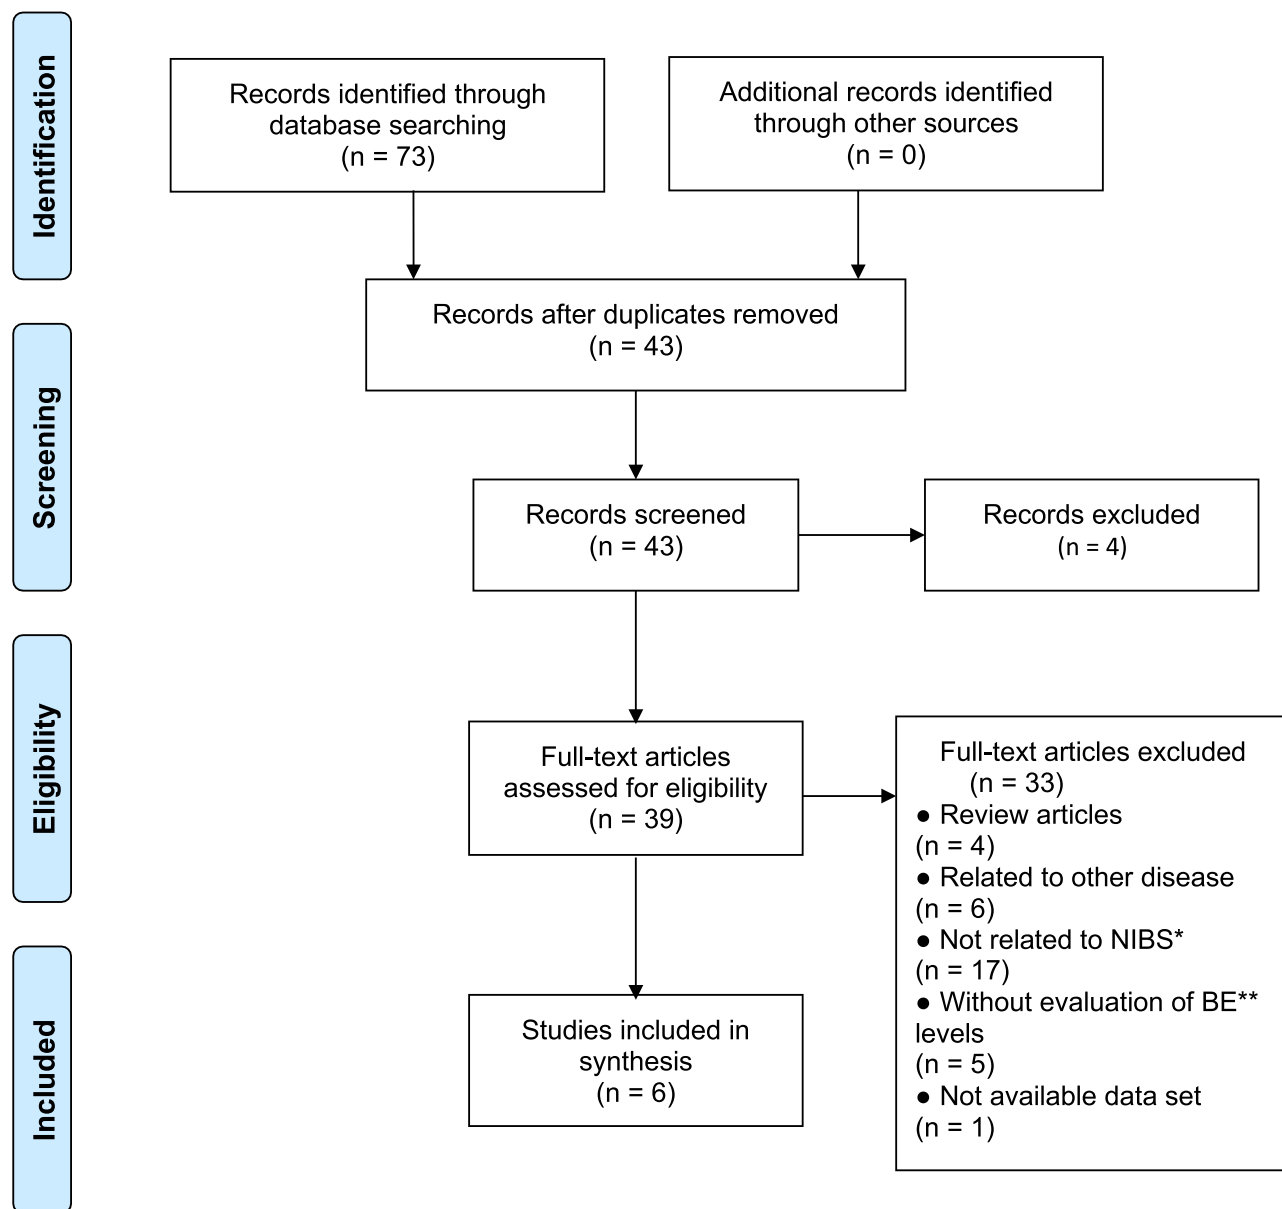 Identification
Records identified through
database searching
(n = 73)
Additional records identified
through other sources
(n = 0)
Records after duplicates removed
(n = 43)
Screening
Records screened
(n = 43)
Records excluded
(n = 4)
Eligibility
Full-text articles
assessed for eligibility
(n = 39)
Full-text articles excluded
(n = 33)
● Review articles
(n = 4)
● Related to other disease
(n = 6)
● Not related to NIBS*
(n = 17)
● Without evaluation of BE**
levels
(n = 5)
● Not available data set
(n = 1)
Included
Studies included in
synthesis
(n = 6)